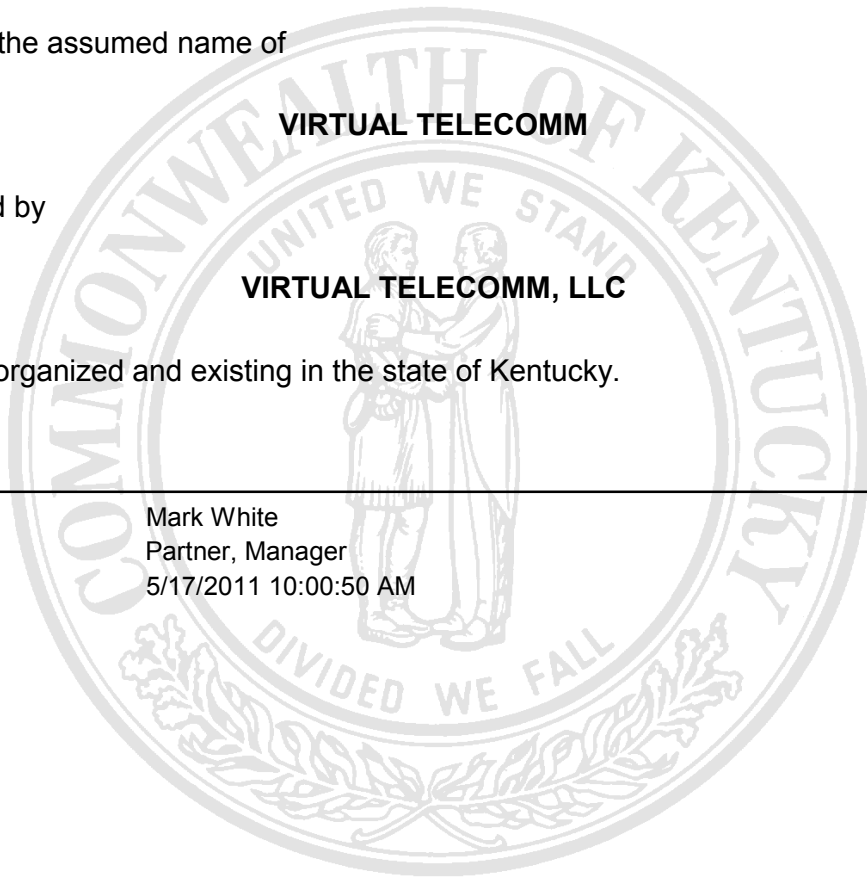 the assumed name of
VIRTUAL TELECOMM
by
VIRTUAL TELECOMM, LLC
organized and existing in the state of Kentucky.
Mark White
Partner, Manager
5/17/2011 10:00:50 AM
COMMONWEALTH OF KENTUCKY
UNITED WE STAND
DIVIDED WE FALL